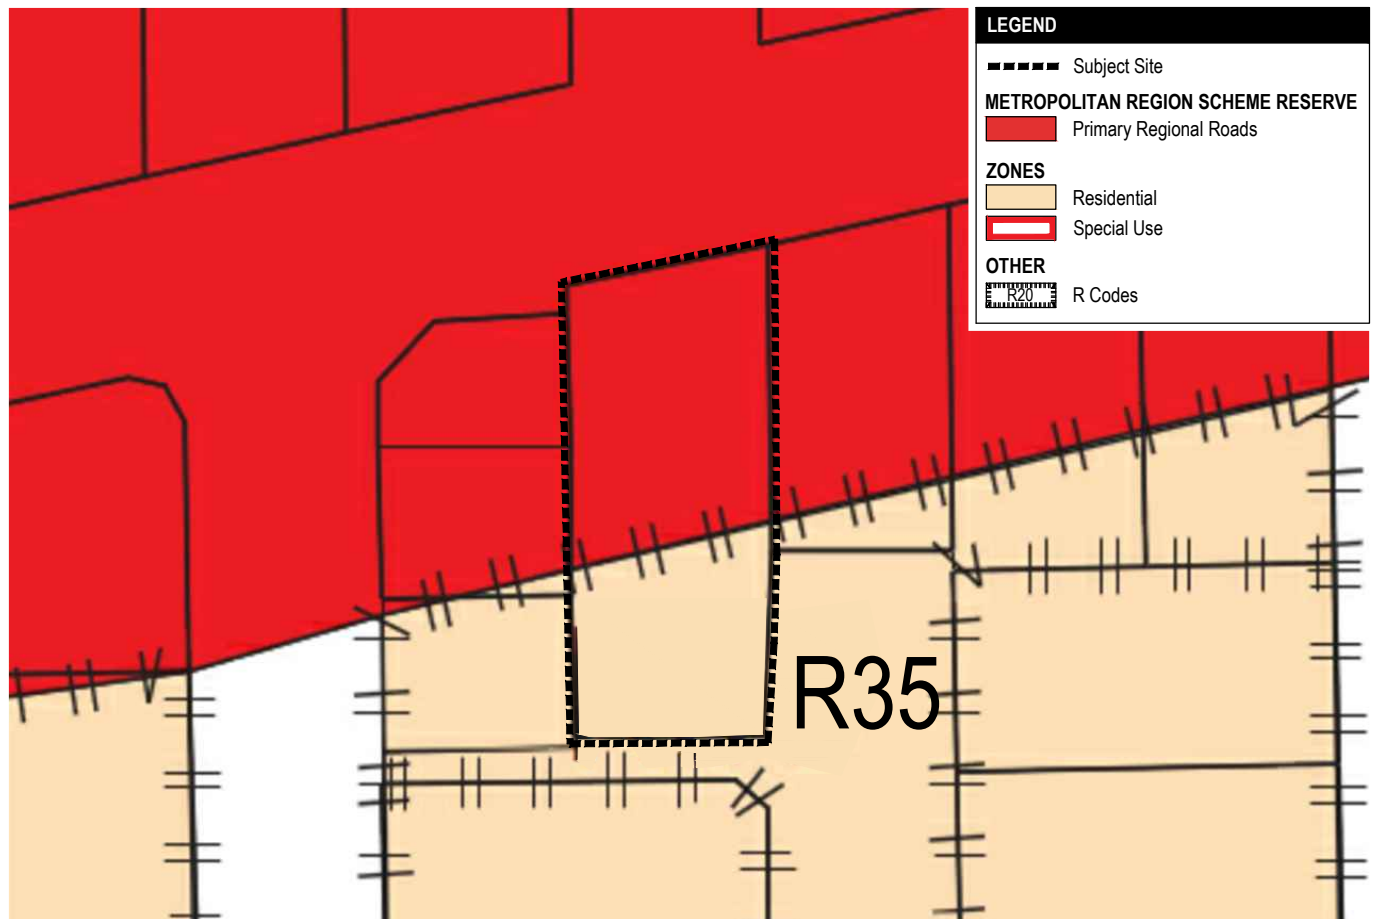 LEGEND
Subject Site
METROPOLITAN REGION SCHEME RESERVE
Primary Regional Roads
ZONES
Residential
Special Use
OTHER
R20 R Codes
R35